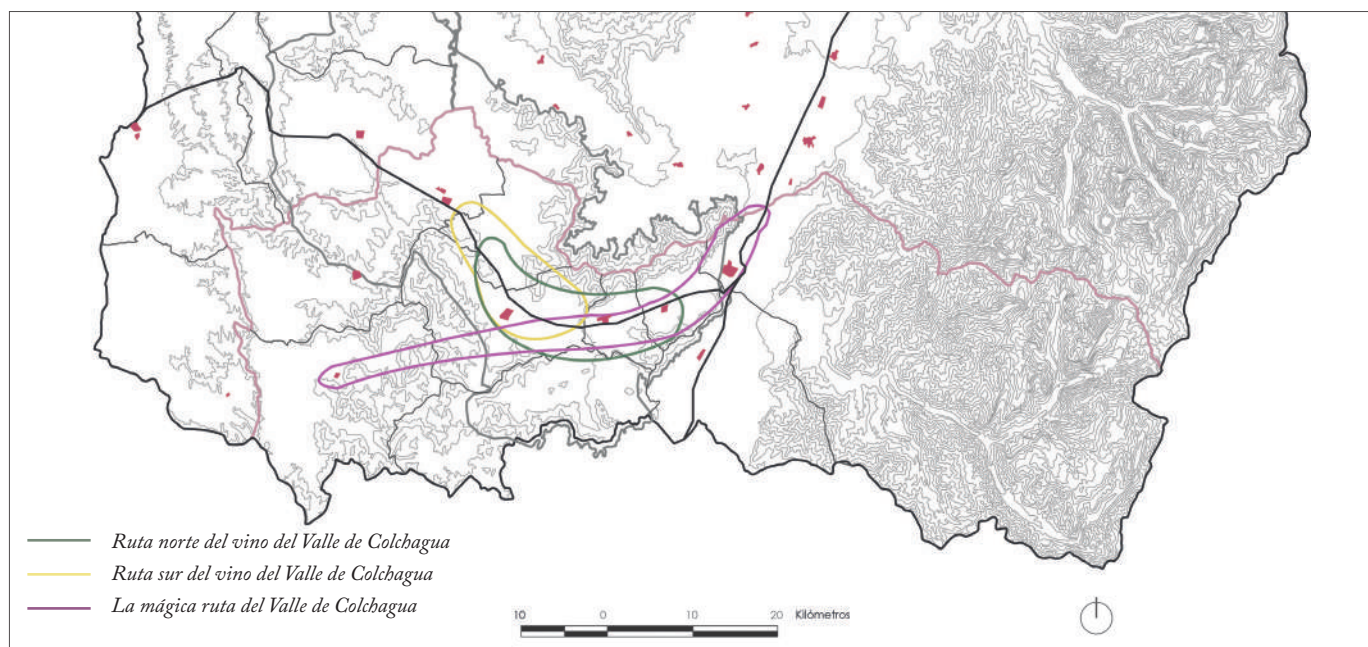 Ruta norte del vino del Valle de Colchagua
Ruta sur del vino del Valle de Colchagua
La mágica ruta del Valle de Colchagua
10 0 10 20 Kilómetros